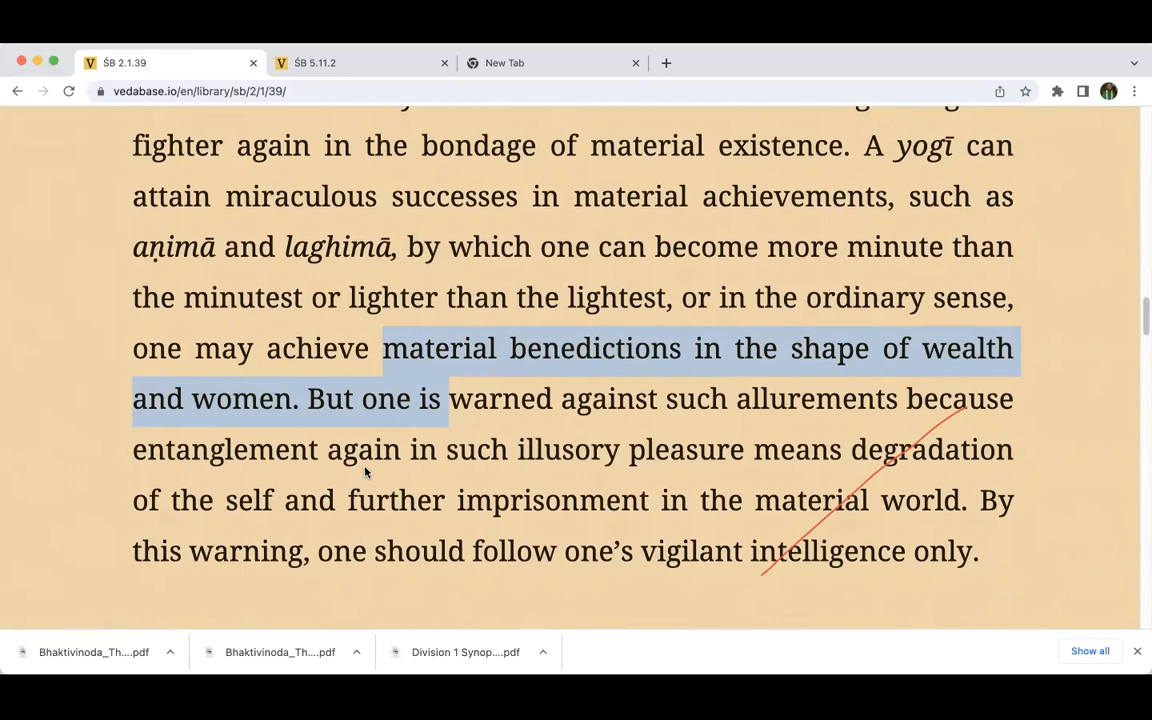 ŚB 2.1.39
ŚB 5.11.2
New Tab
vedabase.io/en/library/sb/2/1/39/
fighter again in the bondage of material existence. A yogī can
attain miraculous successes in material achievements, such as
aṇimā and laghimā, by which one can become more minute than
the minutest or lighter than the lightest, or in the ordinary sense,
one may achieve material benedictions in the shape of wealth
and women. But one is warned against such allurements because
entanglement again in such illusory pleasure means degradation
of the self and further imprisonment in the material world. By
this warning, one should follow one’s vigilant intelligence only.
Bhaktivinoda_Th....pdf
Bhaktivinoda_Th....pdf
Division 1 Synop....pdf
Show all